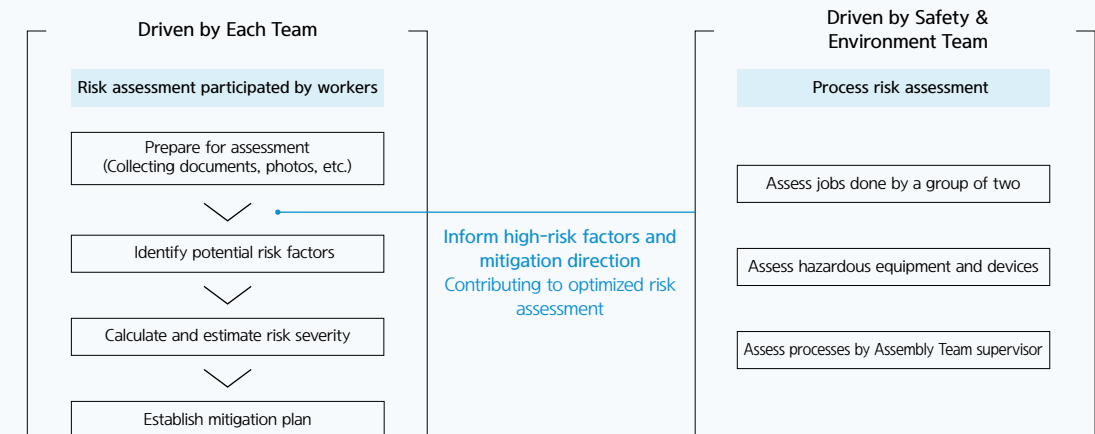 Driven by Each Team
Risk assessment participated by workers
Prepare for assessment
(Collecting documents, photos, etc.)
Identify potential risk factors
Calculate and estimate risk severity
Establish mitigation plan
Inform high-risk factors and
mitigation direction
Contributing to optimized risk
assessment
Driven by Safety &
Environment Team
Process risk assessment
Assess jobs done by a group of two
Assess hazardous equipment and devices
Assess processes by Assembly Team supervisor